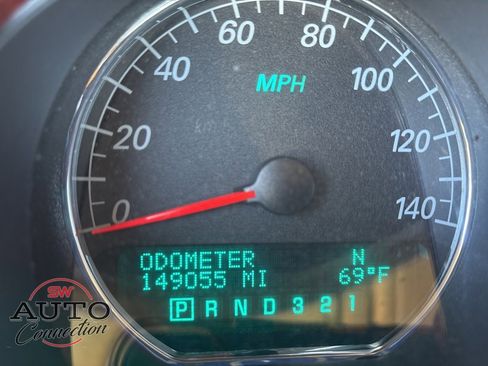 60 80
40 MPH 100
20 km/h 120
0 140
ODOMETER N
149055 MI 69°F
P R N D 3 2 1
SW
AUTO
Connection